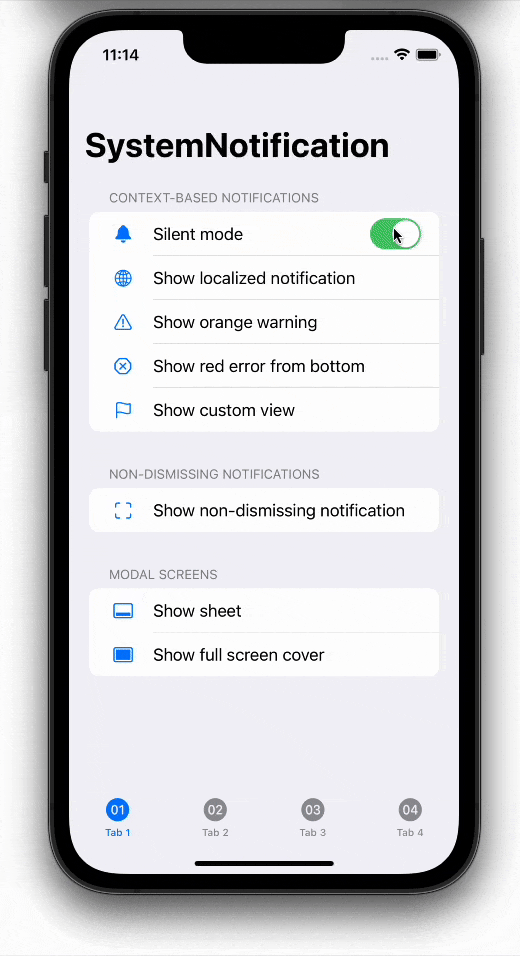 11:14
SystemNotification
CONTEXT-BASED NOTIFICATIONS
Silent mode
Show localized notification
Show orange warning
Show red error from bottom
Show custom view
NON-DISMISSING NOTIFICATIONS
Show non-dismissing notification
MODAL SCREENS
Show sheet
Show full screen cover
01 02 03 04
Tab 1 Tab 2 Tab 3 Tab 4